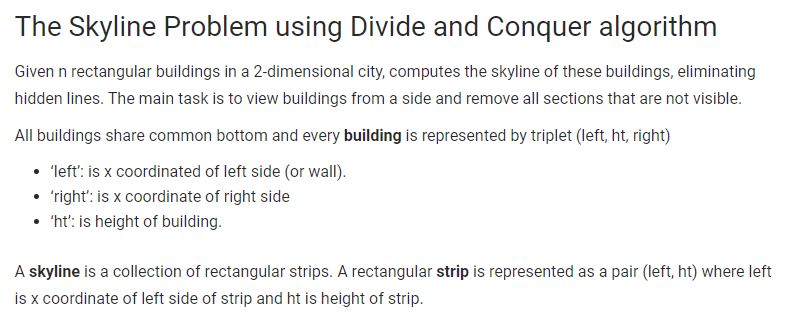 The Skyline Problem using Divide and Conquer algorithm
Given n rectangular buildings in a 2-dimensional city, computes the skyline of these buildings, eliminating
hidden lines. The main task is to view buildings from a side and remove all sections that are not visible.
All buildings share common bottom and every building is represented by triplet (left, ht, right)
• ‘left’: is x coordinated of left side (or wall).
• ‘right’: is x coordinate of right side
• ‘ht’: is height of building.
A skyline is a collection of rectangular strips. A rectangular strip is represented as a pair (left, ht) where left
is x coordinate of left side of strip and ht is height of strip.